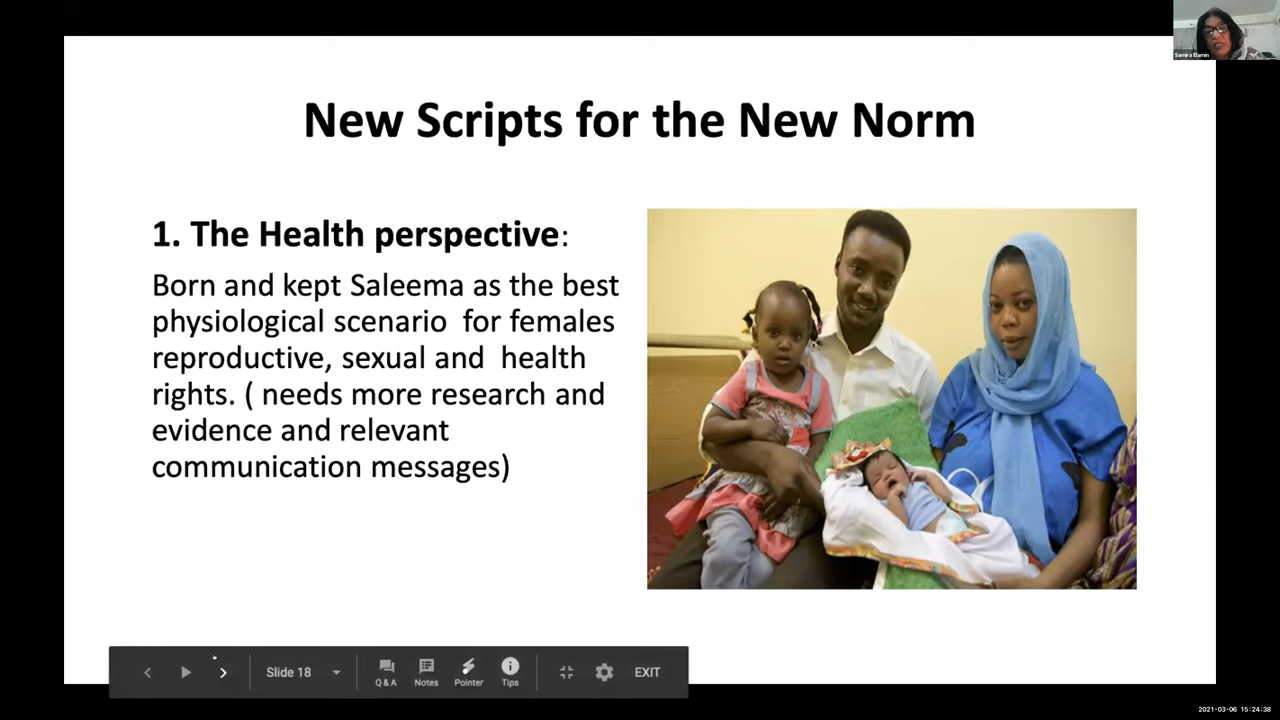 Samira Elamin
New Scripts for the New Norm
1. The Health perspective:
Born and kept Saleema as the best
physiological scenario for females
reproductive, sexual and health
rights. ( needs more research and
evidence and relevant
communication messages)
Slide 18
Q & A
Notes
Pointer
Tips
EXIT
2021-03-06 15:24:38